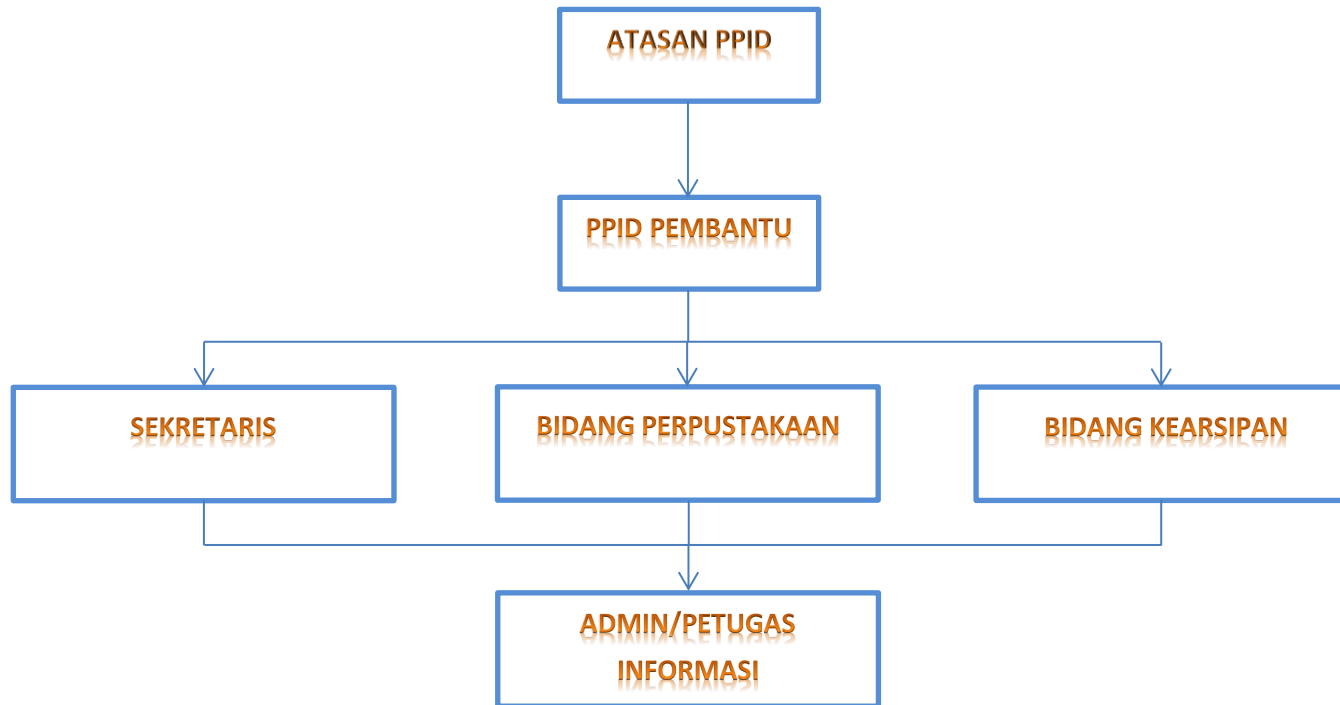 ATASAN PPID
PPID PEMBANTU
SEKRETARIS
BIDANG PERPUSTAKAAN
BIDANG KEARSIPAN
ADMIN/PETUGAS
INFORMASI